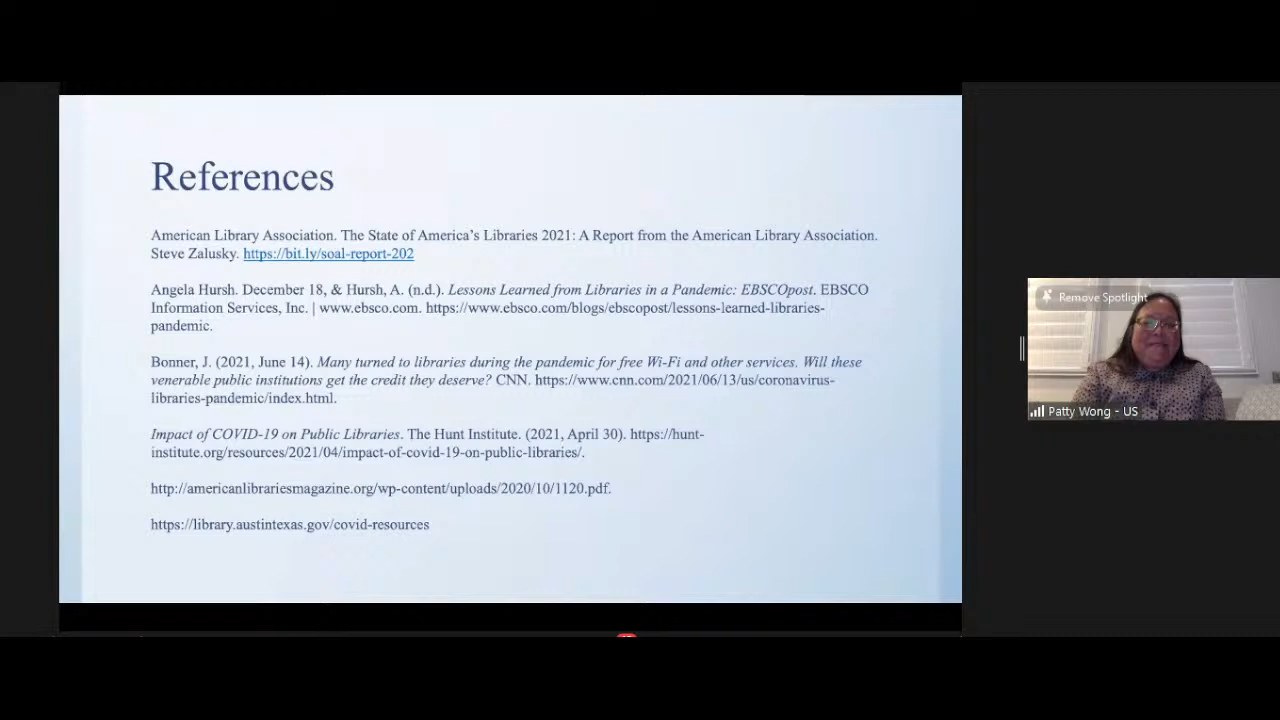 References
American Library Association. The State of America's Libraries 2021: A Report from the American Library Association.
Steve Zalusky. https://bit.ly/soal-report-202
Angela Hursh. December 18, & Hursh, A. (n.d.). Lessons Learned from Libraries in a Pandemic: EBSCOpost. EBSCO
Information Services, Inc. | www.ebsco.com. https://www.ebsco.com/blogs/ebscopost/lessons-learned-libraries-
pandemic.
Bonner, J. (2021, June 14). Many turned to libraries during the pandemic for free Wi-Fi and other services. Will these
venerable public institutions get the credit they deserve? CNN. https://www.cnn.com/2021/06/13/us/coronavirus-
libraries-pandemic/index.html.
Impact of COVID-19 on Public Libraries. The Hunt Institute. (2021, April 30). https://hunt-
institute.org/resources/2021/04/impact-of-covid-19-on-public-libraries/.
http://americanlibrariesmagazine.org/wp-content/uploads/2020/10/1120.pdf.
https://library.austintexas.gov/covid-resources
Remove Spotlight
Patty Wong - US